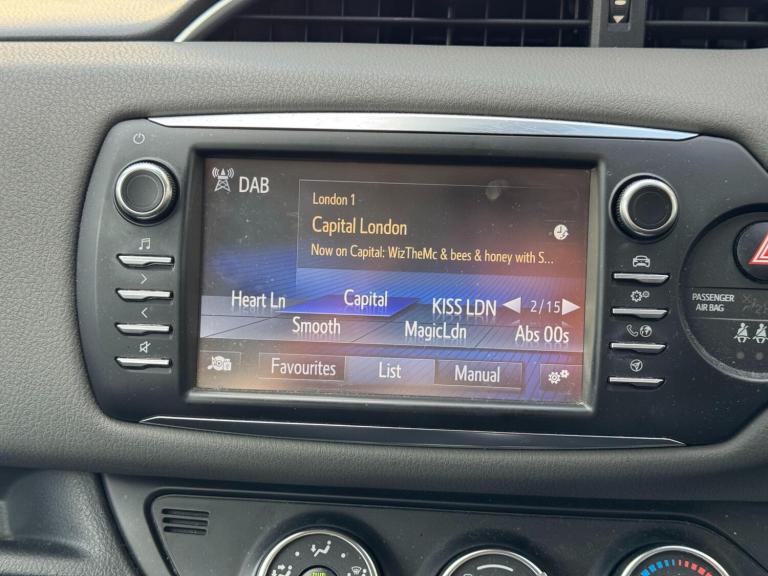 DAB
London 1
Capital London
Now on Capital: WizTheMc & bees & honey with S...
Heart Ln Capital KISS LDN 2/15
Smooth MagicLdn Abs 00s
Favourites List Manual
PASSENGER
AIR BAG